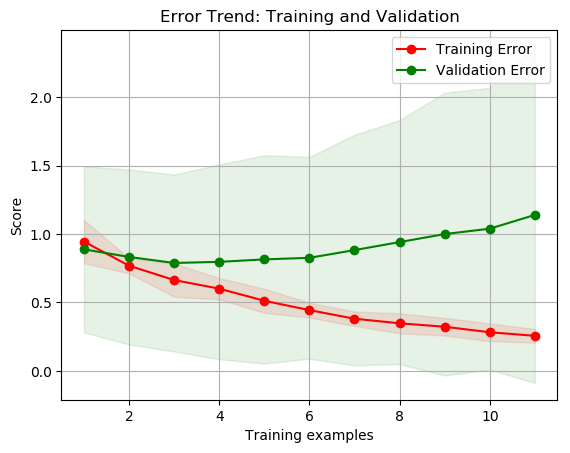 Error Trend: Training and Validation
Training Error
Validation Error
Score
2.0
1.5
1.0
0.5
0.0
2
4
6
8
10
Training examples